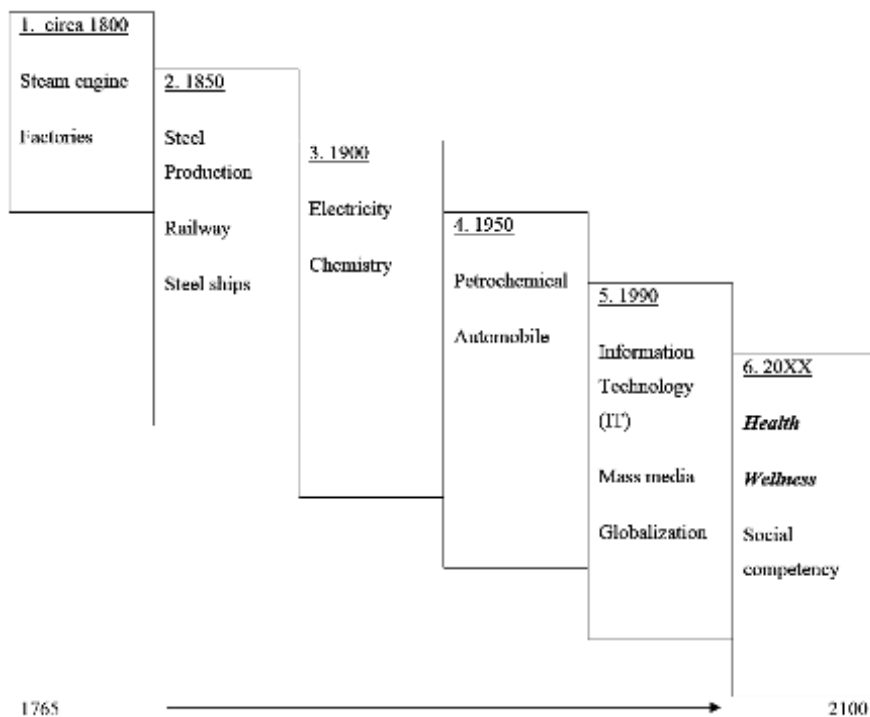 1. circa 1800
Steam engine
Factories
2. 1850
Steel
Production
Railway
Steel ships
3. 1900
Electricity
Chemistry
4. 1950
Petrochemical
Automobile
5. 1990
Information
Technology
(IT)
Mass media
Globalization
6. 20XX
Health
Wellness
Social
competency
1765
2100